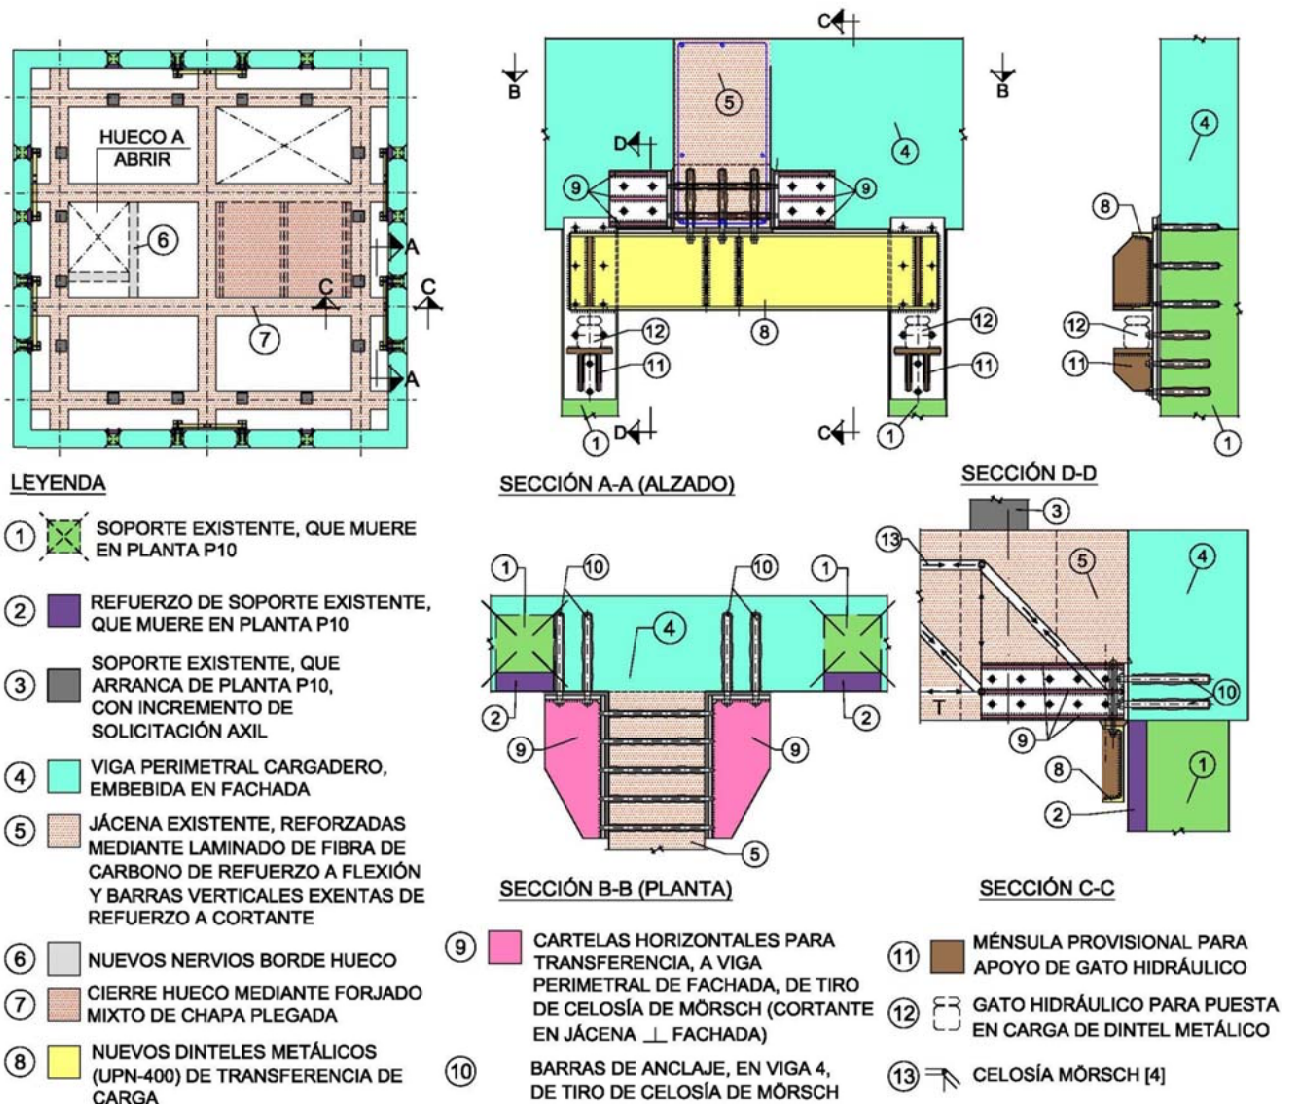 HUECO A
ABRIR
6
A
C
C
7
A
C
B
B
5
4
D
9
9
12
12
8
11
11
1
D
C
1
4
8
12
11
1
LEYENDA
SECCIÓN A-A (ALZADO)
SECCIÓN D-D
1 SOPORTE EXISTENTE, QUE MUERE
EN PLANTA P10
2 REFUERZO DE SOPORTE EXISTENTE,
QUE MUERE EN PLANTA P10
3 SOPORTE EXISTENTE, QUE
ARRANCA DE PLANTA P10,
CON INCREMENTO DE
SOLICITACIÓN AXIL
4 VIGA PERIMETRAL CARGADERO,
EMBEBIDA EN FACHADA
5 JÁCENA EXISTENTE, REFORZADAS
MEDIANTE LAMINADO DE FIBRA DE
CARBONO DE REFUERZO A FLEXIÓN
Y BARRAS VERTICALES EXENTAS DE
REFUERZO A CORTANTE
6 NUEVOS NERVIOS BORDE HUECO
7 CIERRE HUECO MEDIANTE FORJADO
MIXTO DE CHAPA PLEGADA
8 NUEVOS DINTELES METÁLICOS
(UPN-400) DE TRANSFERENCIA DE
CARGA
1
10
10
1
4
2
2
9
9
5
SECCIÓN B-B (PLANTA)
3
13
5
4
T
10
9
8
1
2
SECCIÓN C-C
9 CARTELAS HORIZONTALES PARA
TRANSFERENCIA, A VIGA
PERIMETRAL DE FACHADA, DE TIRO
DE CELOSÍA DE MÖRSCH (CORTANTE
EN JÁCENA ⊥ FACHADA)
10 BARRAS DE ANCLAJE, EN VIGA 4,
DE TIRO DE CELOSÍA DE MÖRSCH
11 MÉNSULA PROVISIONAL PARA
APOYO DE GATO HIDRÁULICO
12 GATO HIDRÁULICO PARA PUESTA
EN CARGA DE DINTEL METÁLICO
13 CELOSÍA MÖRSCH [4]